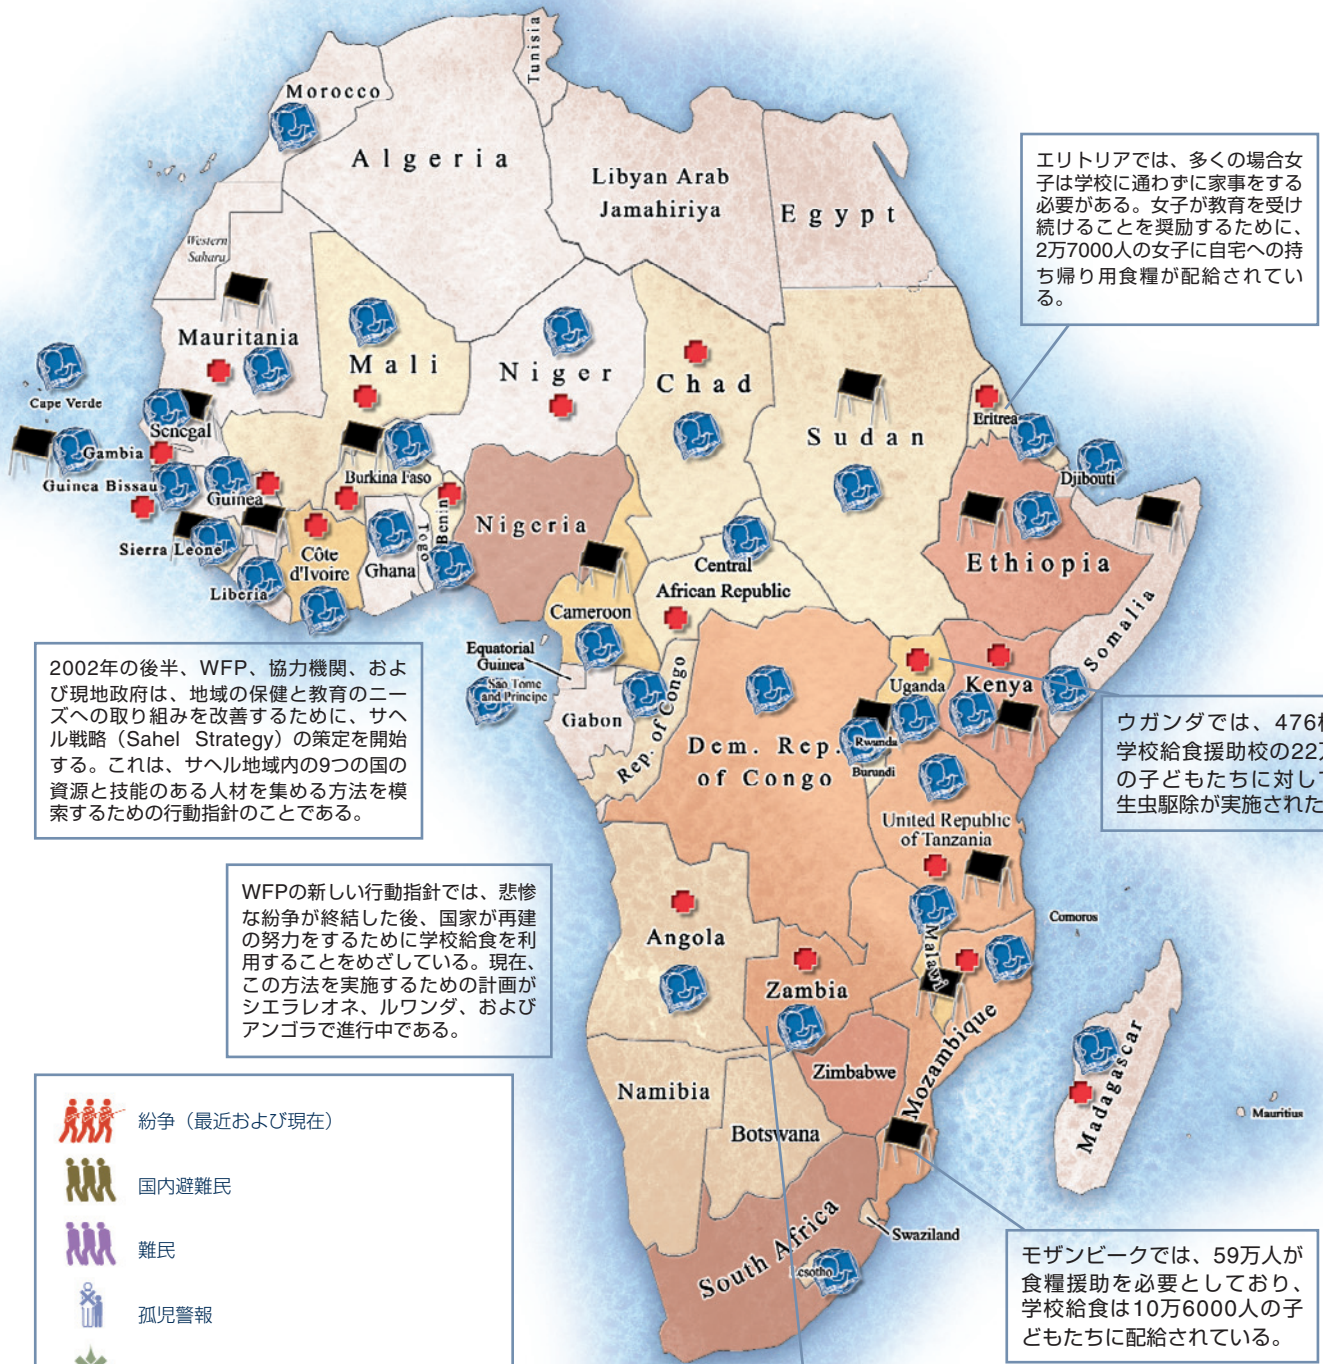 Tunisia
Morocco
Algeria
Libyan Arab
Jamahiriya
Egypt
Western
Sahara
エリトリアでは、多くの場合女
子は学校に通わずに家事をする
必要がある。女子が教育を受け
続けることを奨励するために、
2万7000人の女子に自宅への持
ち帰り用食糧が配給されてい
る。
Mauritania
Mali
Niger
Chad
Sudan
Eritrea
Cape Verde
Senegal
Gambia
Guinea Bissau
Guinea
Burkina Faso
Djibouti
Sierra Leone
Liberia
Côte
d'Ivoire
Ghana
Togo
Benin
Nigeria
Cameroon
Central
African Republic
Ethiopia
Somalia
Equatorial
Guinea
Sao Tome
and Principe
Gabon
Rep. of Congo
Dem. Rep.
of Congo
Uganda
Kenya
Rwanda
Burundi
2002年の後半、WFP、協力機関、およ
び現地政府は、地域の保健と教育のニー
ズへの取り組みを改善するために、サヘ
ル戦略（Sahel Strategy）の策定を開始
する。これは、サヘル地域内の9つの国の
資源と技能のある人材を集める方法を模
索するための行動指針のことである。
ウガンダでは、476
学校給食援助校の22
の子どもたちに対して
生虫駆除が実施された
United Republic
of Tanzania
WFPの新しい行動指針では、悲惨
な紛争が終結した後、国家が再建
の努力をするために学校給食を利
用することをめざしている。現在、
この方法を実施するための計画が
シエラレオネ、ルワンダ、および
アンゴラで進行中である。
Angola
Zambia
Malawi
Comoros
Mozambique
Zimbabwe
Namibia
Botswana
Madagascar
Mauritius
South Africa
Swaziland
Lesotho
紛争（最近および現在）
国内避難民
難民
孤児警報
モザンビークでは、59万人が
食糧援助を必要としており、
学校給食は10万6000人の子
どもたちに配給されている。